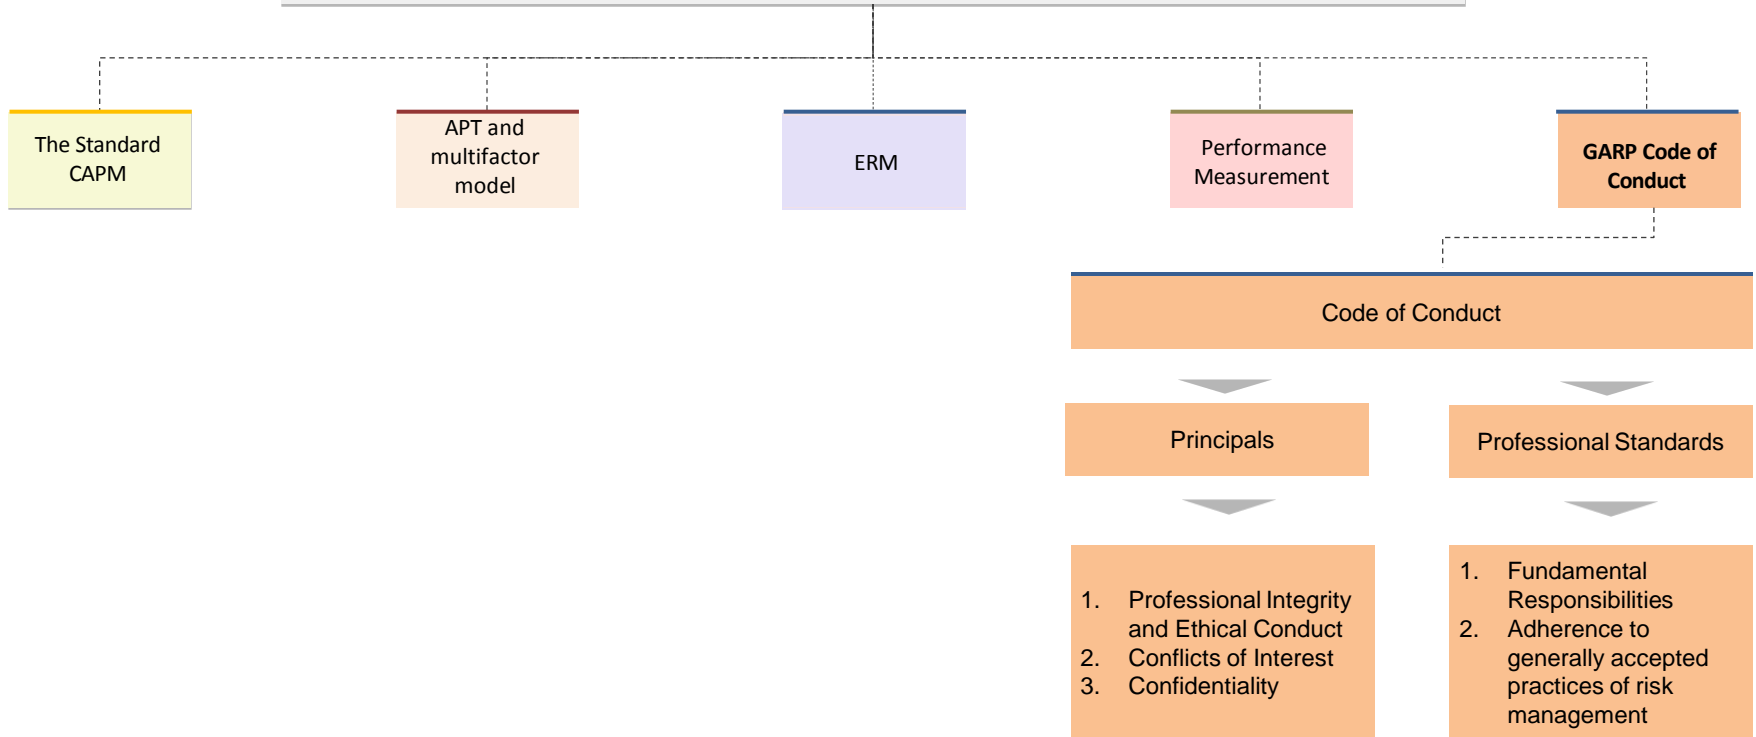 The Standard
CAPM
APT and
multifactor
model
ERM
Performance
Measurement
GARP Code of
Conduct
Code of Conduct
Principals
Professional Standards
1. Professional Integrity
and Ethical Conduct
2. Conflicts of Interest
3. Confidentiality
1. Fundamental
Responsibilities
2. Adherence to
generally accepted
practices of risk
management